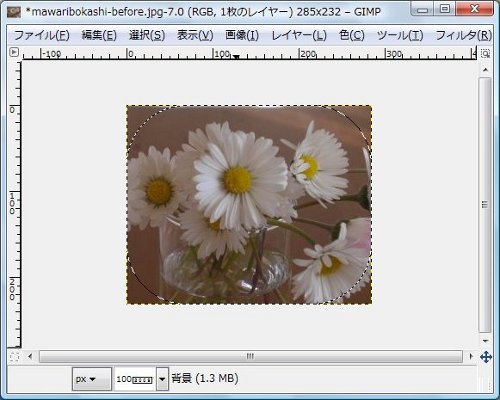 *mawaribokashi-before.jpg-7.0 (RGB, 1枚のレイヤー) 285x232 – GIMP
ファイル(F) 編集(E) 選択(S) 表示(V) 画像(I) レイヤー(L) 色(C) ツール(T) フィルタ(R)
-100 0 100 200 300
0
100
200
px 100 背景 (1.3 MB)